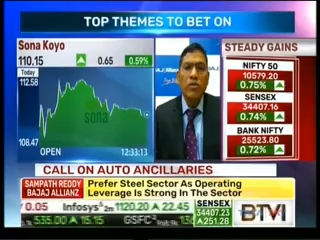 TOP THEMES TO BET ON
Sona Koyo
110.15 0.65 0.59%
Today
112.58
sona
108.47
OPEN 12:33:13
STEADY GAINS
NIFTY 50
10579.20
0.75%
SENSEX
34407.16
0.74%
BANK NIFTY
25523.80
0.72%
CALL ON AUTO ANCILLARIES
SAMPATH REDDY
BAJAJ ALLIANZ
Prefer Steel Sector As Operating
Leverage Is Strong In The Sector
Infosys 1120.20 22.45
535.00 15.15 GSFC
SENSEX
34407.23
251.21
BTVI